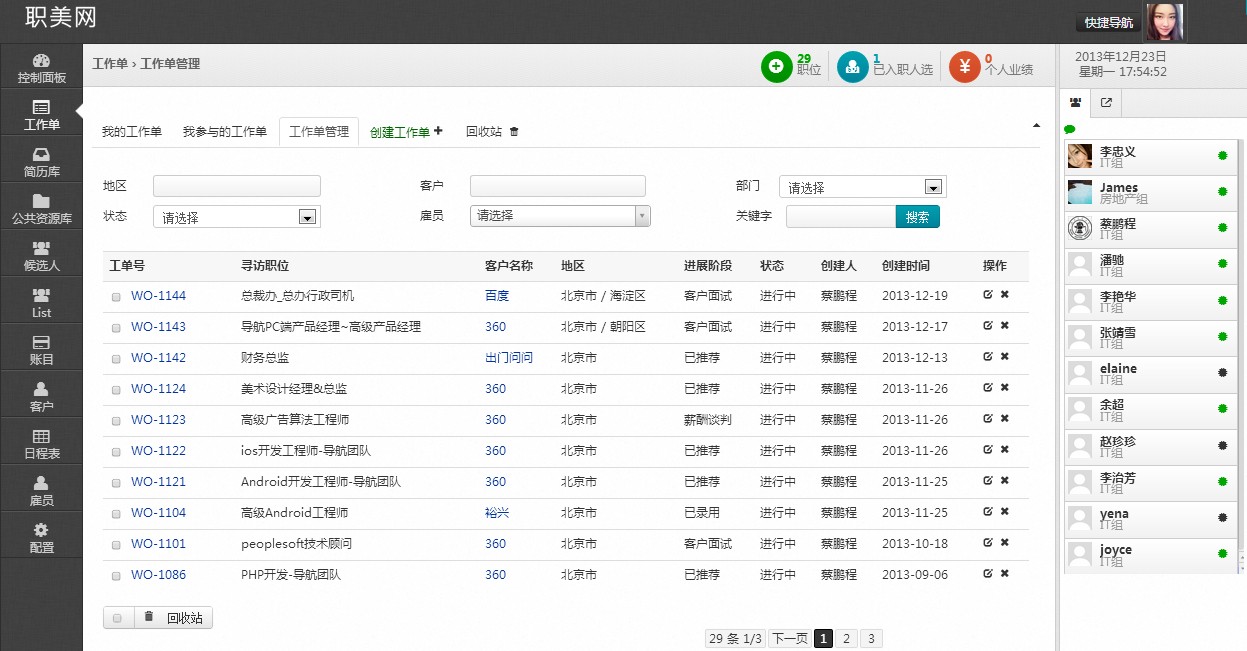 职美网
快捷导航
控制面板
工作单
简历库
公共资源库
候选人
List
账目
客户
日程表
雇员
配置
工作单 › 工作单管理
29 职位
1 已入职人选
¥ 0 个人业绩
我的工作单 我参与的工作单 工作单管理 创建工作单 回收站
地区 客户 部门 请选择
状态 请选择 雇员 请选择 关键字 搜索
工单号 寻访职位 客户名称 地区 进展阶段 状态 创建人 创建时间 操作
WO-1144 总裁办_总办行政司机 百度 北京市 / 海淀区 客户面试 进行中 蔡鹏程 2013-12-19
WO-1143 导航PC端产品经理~高级产品经理 360 北京市 / 朝阳区 客户面试 进行中 蔡鹏程 2013-12-17
WO-1142 财务总监 出门问问 北京市 已推荐 进行中 蔡鹏程 2013-12-13
WO-1124 美术设计经理&总监 360 北京市 已推荐 进行中 蔡鹏程 2013-11-26
WO-1123 高级广告算法工程师 360 北京市 薪酬谈判 进行中 蔡鹏程 2013-11-26
WO-1122 ios开发工程师-导航团队 360 北京市 已推荐 进行中 蔡鹏程 2013-11-26
WO-1121 Android开发工程师-导航团队 360 北京市 已推荐 进行中 蔡鹏程 2013-11-25
WO-1104 高级Android工程师 裕兴 北京市 已录用 进行中 蔡鹏程 2013-11-25
WO-1101 peoplesoft技术顾问 360 北京市 客户面试 进行中 蔡鹏程 2013-10-18
WO-1086 PHP开发-导航团队 360 北京市 已推荐 进行中 蔡鹏程 2013-09-06
回收站
29 条 1/3 下一页 1 2 3
2013年12月23日
星期一 17:54:52
李忠义
IT组
James
房地产组
蔡鹏程
IT组
潘驰
IT组
李艳华
IT组
张婧雪
IT组
elaine
IT组
余超
IT组
赵珍珍
IT组
李治芳
IT组
yena
IT组
joyce
IT组